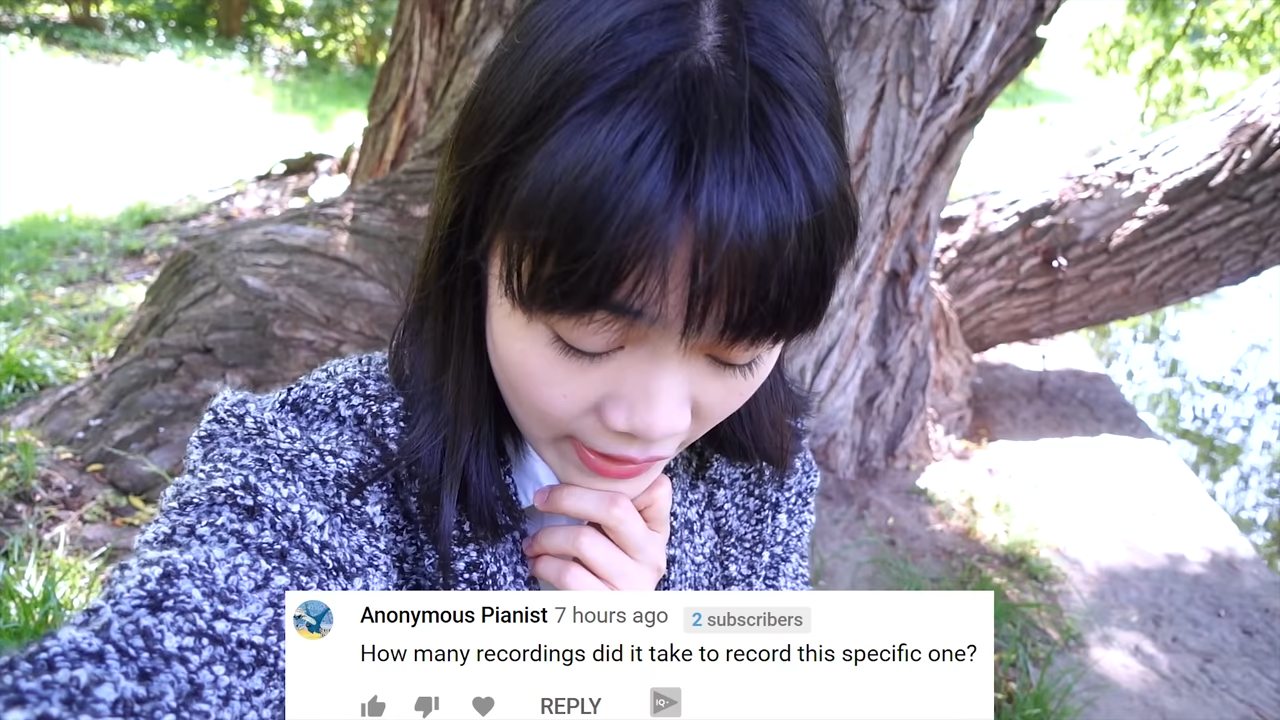 Anonymous Pianist 7 hours ago 2 subscribers
How many recordings did it take to record this specific one?
REPLY
IQ+